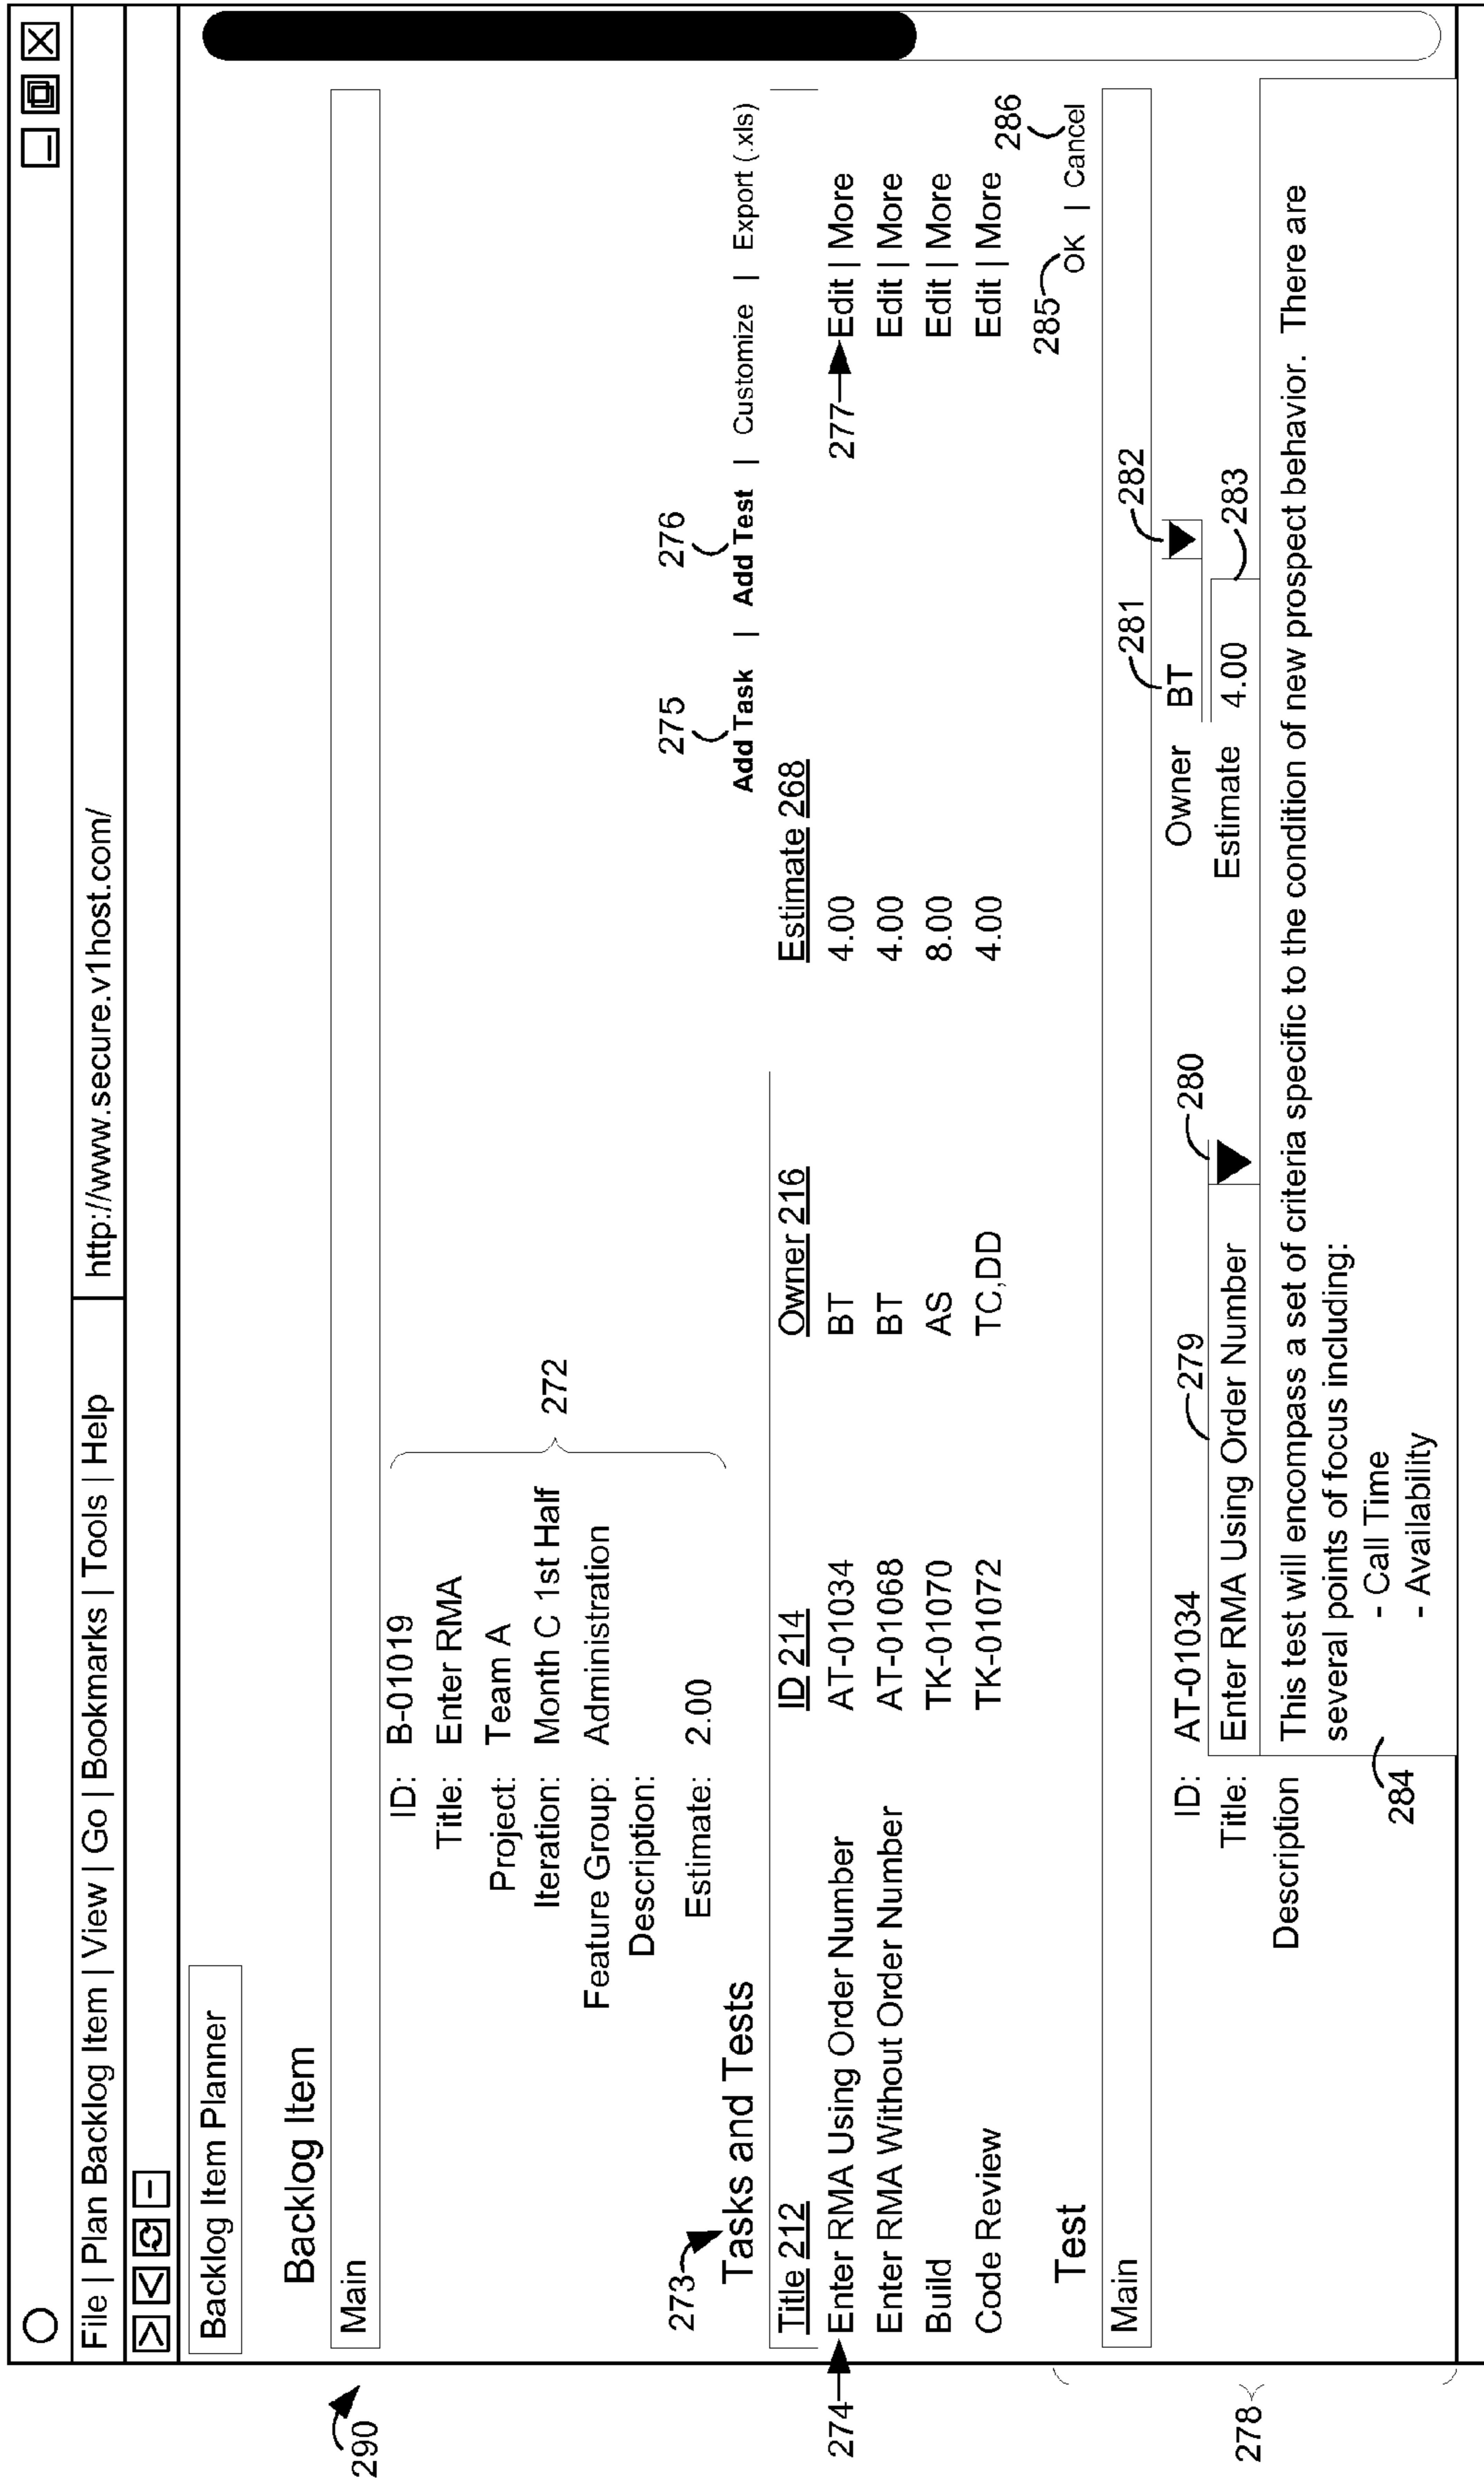 File | Plan Backlog Item | View | Go | Bookmarks | Tools | Help http://www.secure.v1host.com/
Backlog Item Planner
290
Backlog Item
Main
ID: B-01019
Title: Enter RMA
Project: Team A
Iteration: Month C 1st Half
272
Feature Group: Administration
Description:
Estimate: 2.00
273
275 276
Tasks and Tests Add Task | Add Test | Customize | Export (.xls)
Title 212 ID 214 Owner 216 Estimate 268
274 Enter RMA Using Order Number AT-01034 BT 4.00 277 Edit | More
Enter RMA Without Order Number AT-01068 BT 4.00 Edit | More
Build TK-01070 AS 8.00 Edit | More
Code Review TK-01072 TC,DD 4.00 Edit | More
285 286
Test OK | Cancel
Main
278
ID: AT-01034 279 280 Owner BT 281 282
Title: Enter RMA Using Order Number Estimate 4.00 283
Description This test will encompass a set of criteria specific to the condition of new prospect behavior. There are
several points of focus including:
284 - Call Time
- Availability